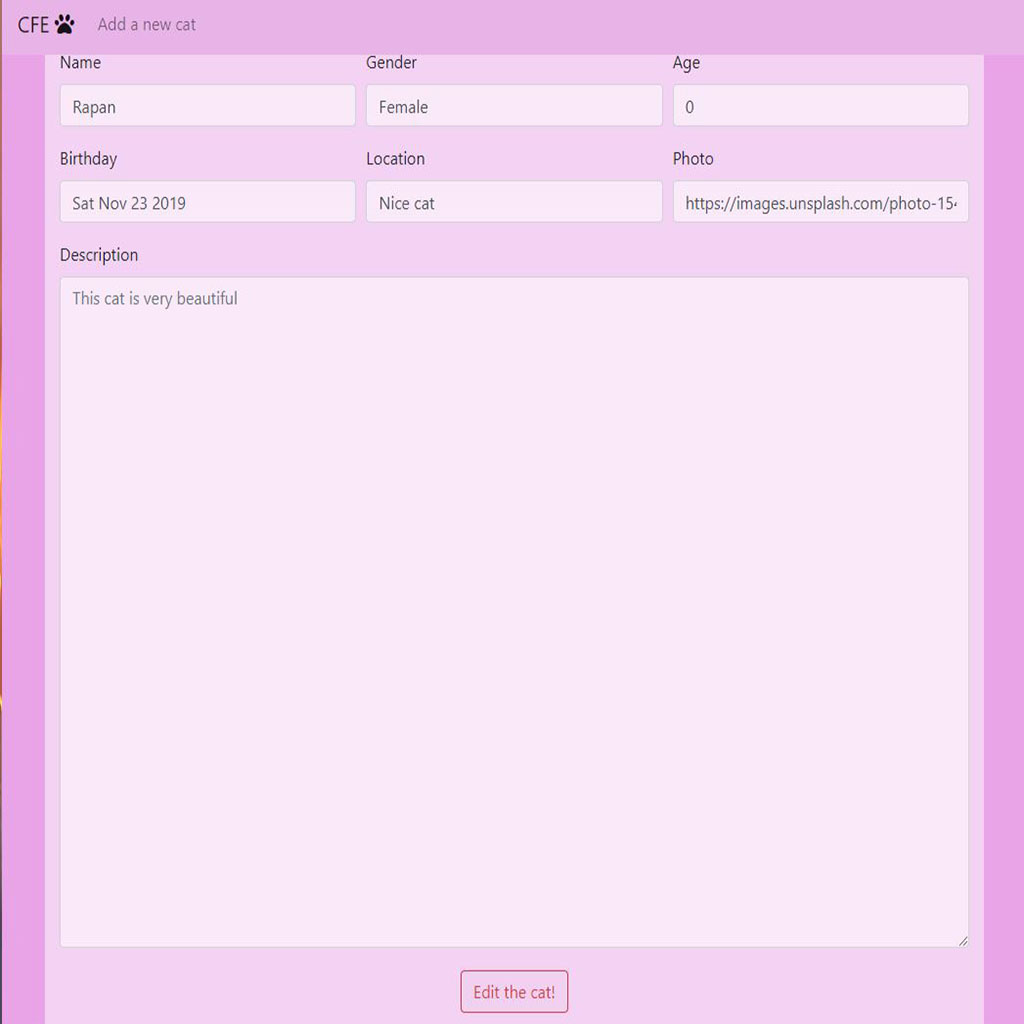 CFE Add a new cat
Name Gender Age
Rapan Female 0
Birthday Location Photo
Sat Nov 23 2019 Nice cat https://images.unsplash.com/photo-15
Description
This cat is very beautiful
Edit the cat!